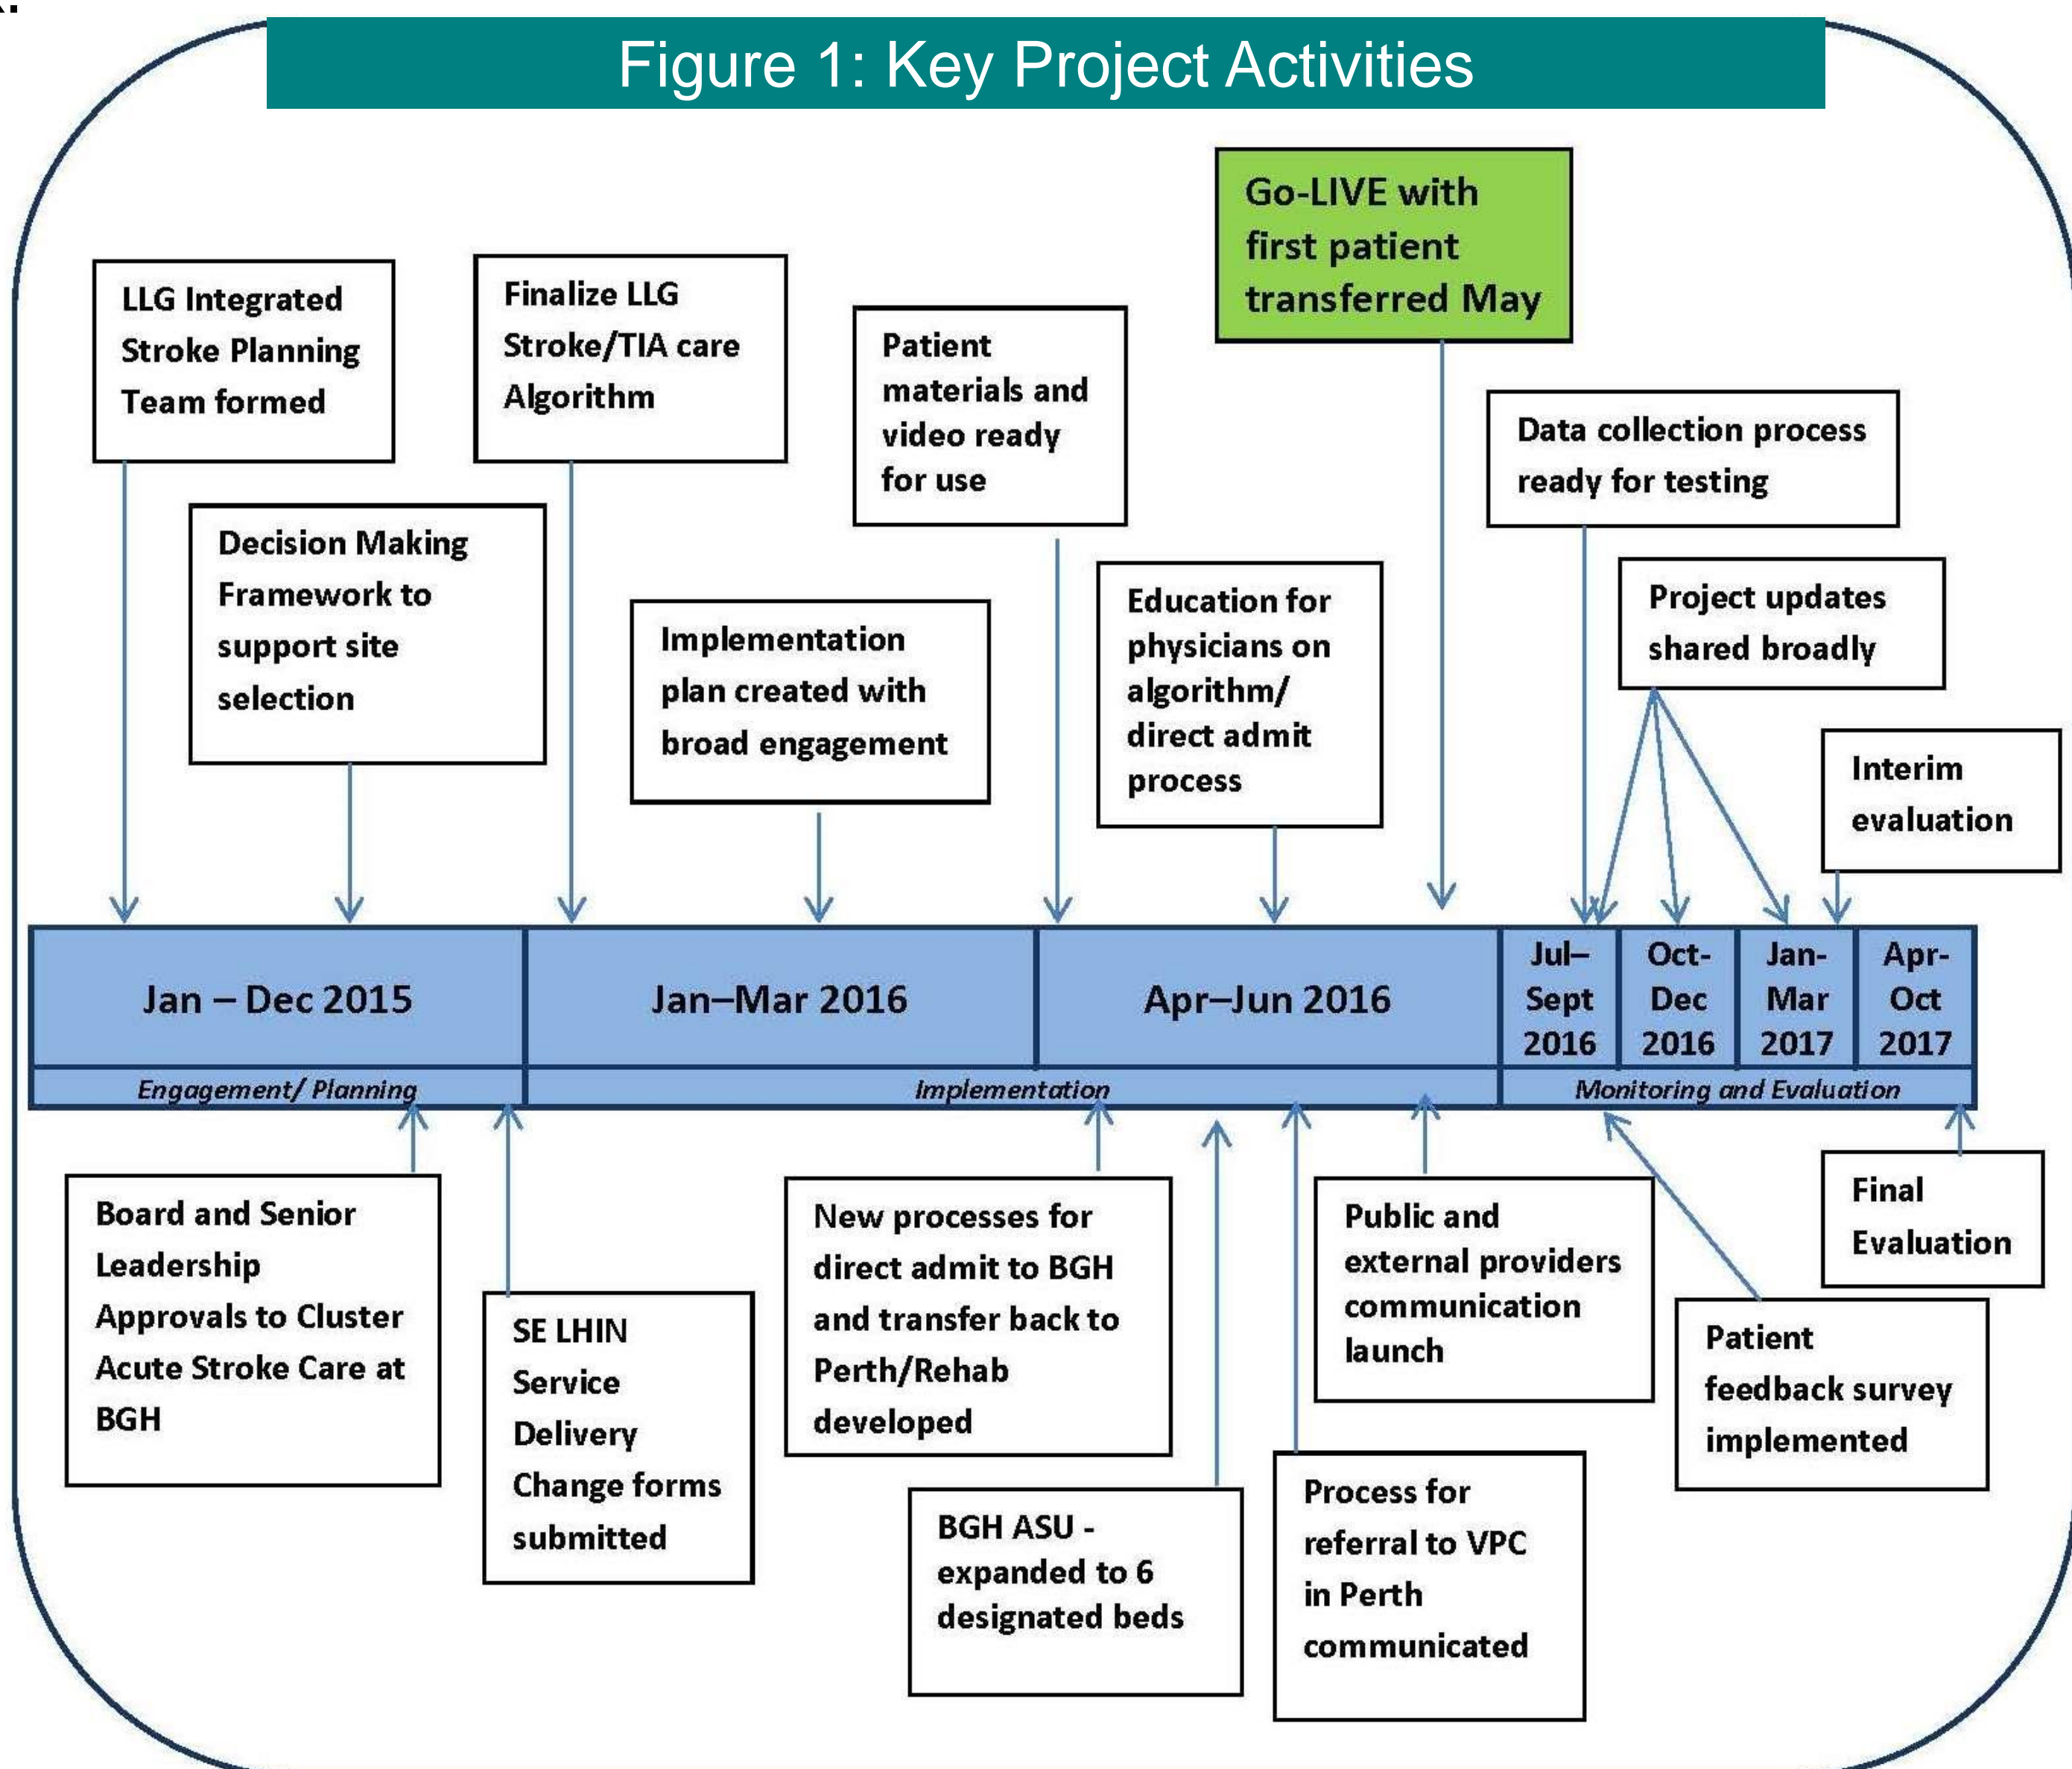 Figure 1: Key Project Activities
Go-LIVE with
first patient
transferred May
LLG Integrated
Stroke Planning
Team formed
Finalize LLG
Stroke/TIA care
Algorithm
Patient
materials and
video ready
for use
Data collection process
ready for testing
Decision Making
Framework to
support site
selection
Implementation
plan created with
broad engagement
Education for
physicians on
algorithm/
direct admit
process
Project updates
shared broadly
Interim
evaluation
Jan – Dec 2015
Jan–Mar 2016
Apr–Jun 2016
Jul–
Sept
2016
Oct-
Dec
2016
Jan-
Mar
2017
Apr-
Oct
2017
Engagement/ Planning
Implementation
Monitoring and Evaluation
Board and Senior
Leadership
Approvals to Cluster
Acute Stroke Care at
BGH
SE LHIN
Service
Delivery
Change forms
submitted
New processes for
direct admit to BGH
and transfer back to
Perth/Rehab
developed
BGH ASU -
expanded to 6
designated beds
Process for
referral to VPC
in Perth
communicated
Public and
external providers
communication
launch
Patient
feedback survey
implemented
Final
Evaluation